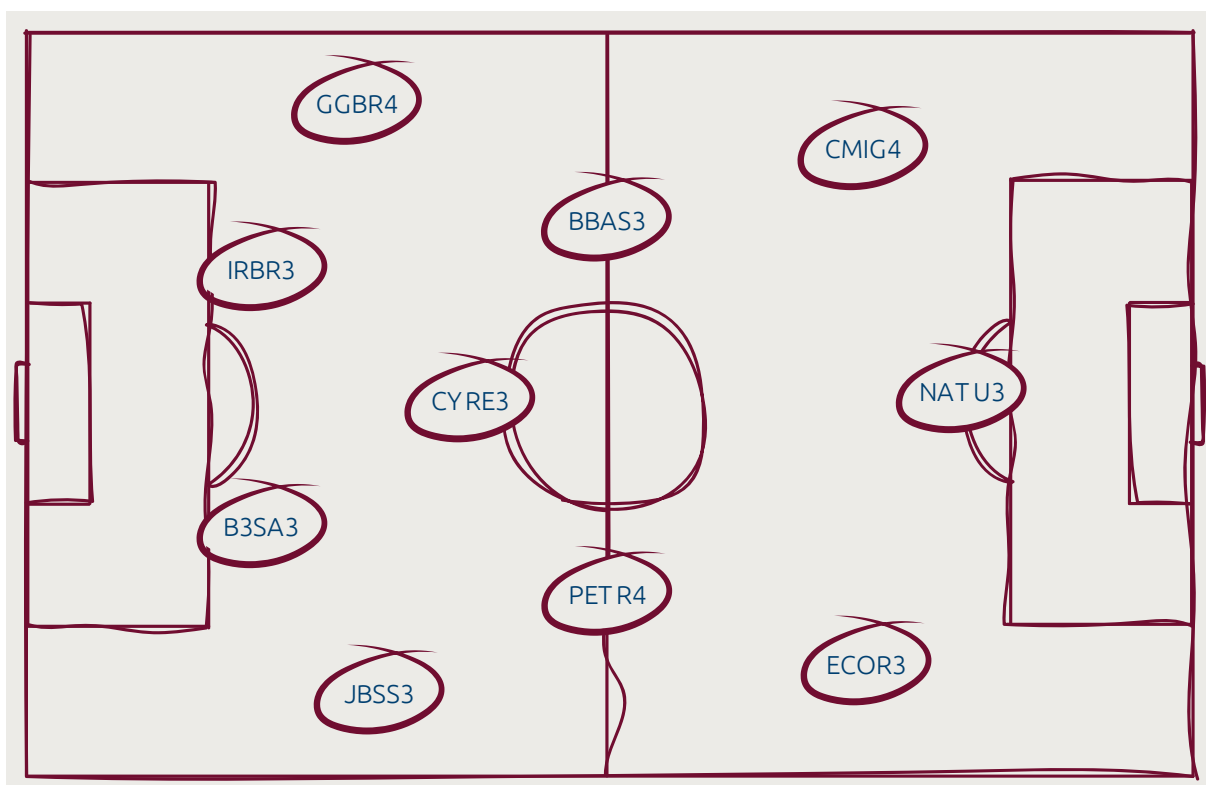 GGBR4
CMIG4
BBAS3
IRBR3
NATU3
CYRE3
B3SA3
PETR4
ECOR3
JBSS3